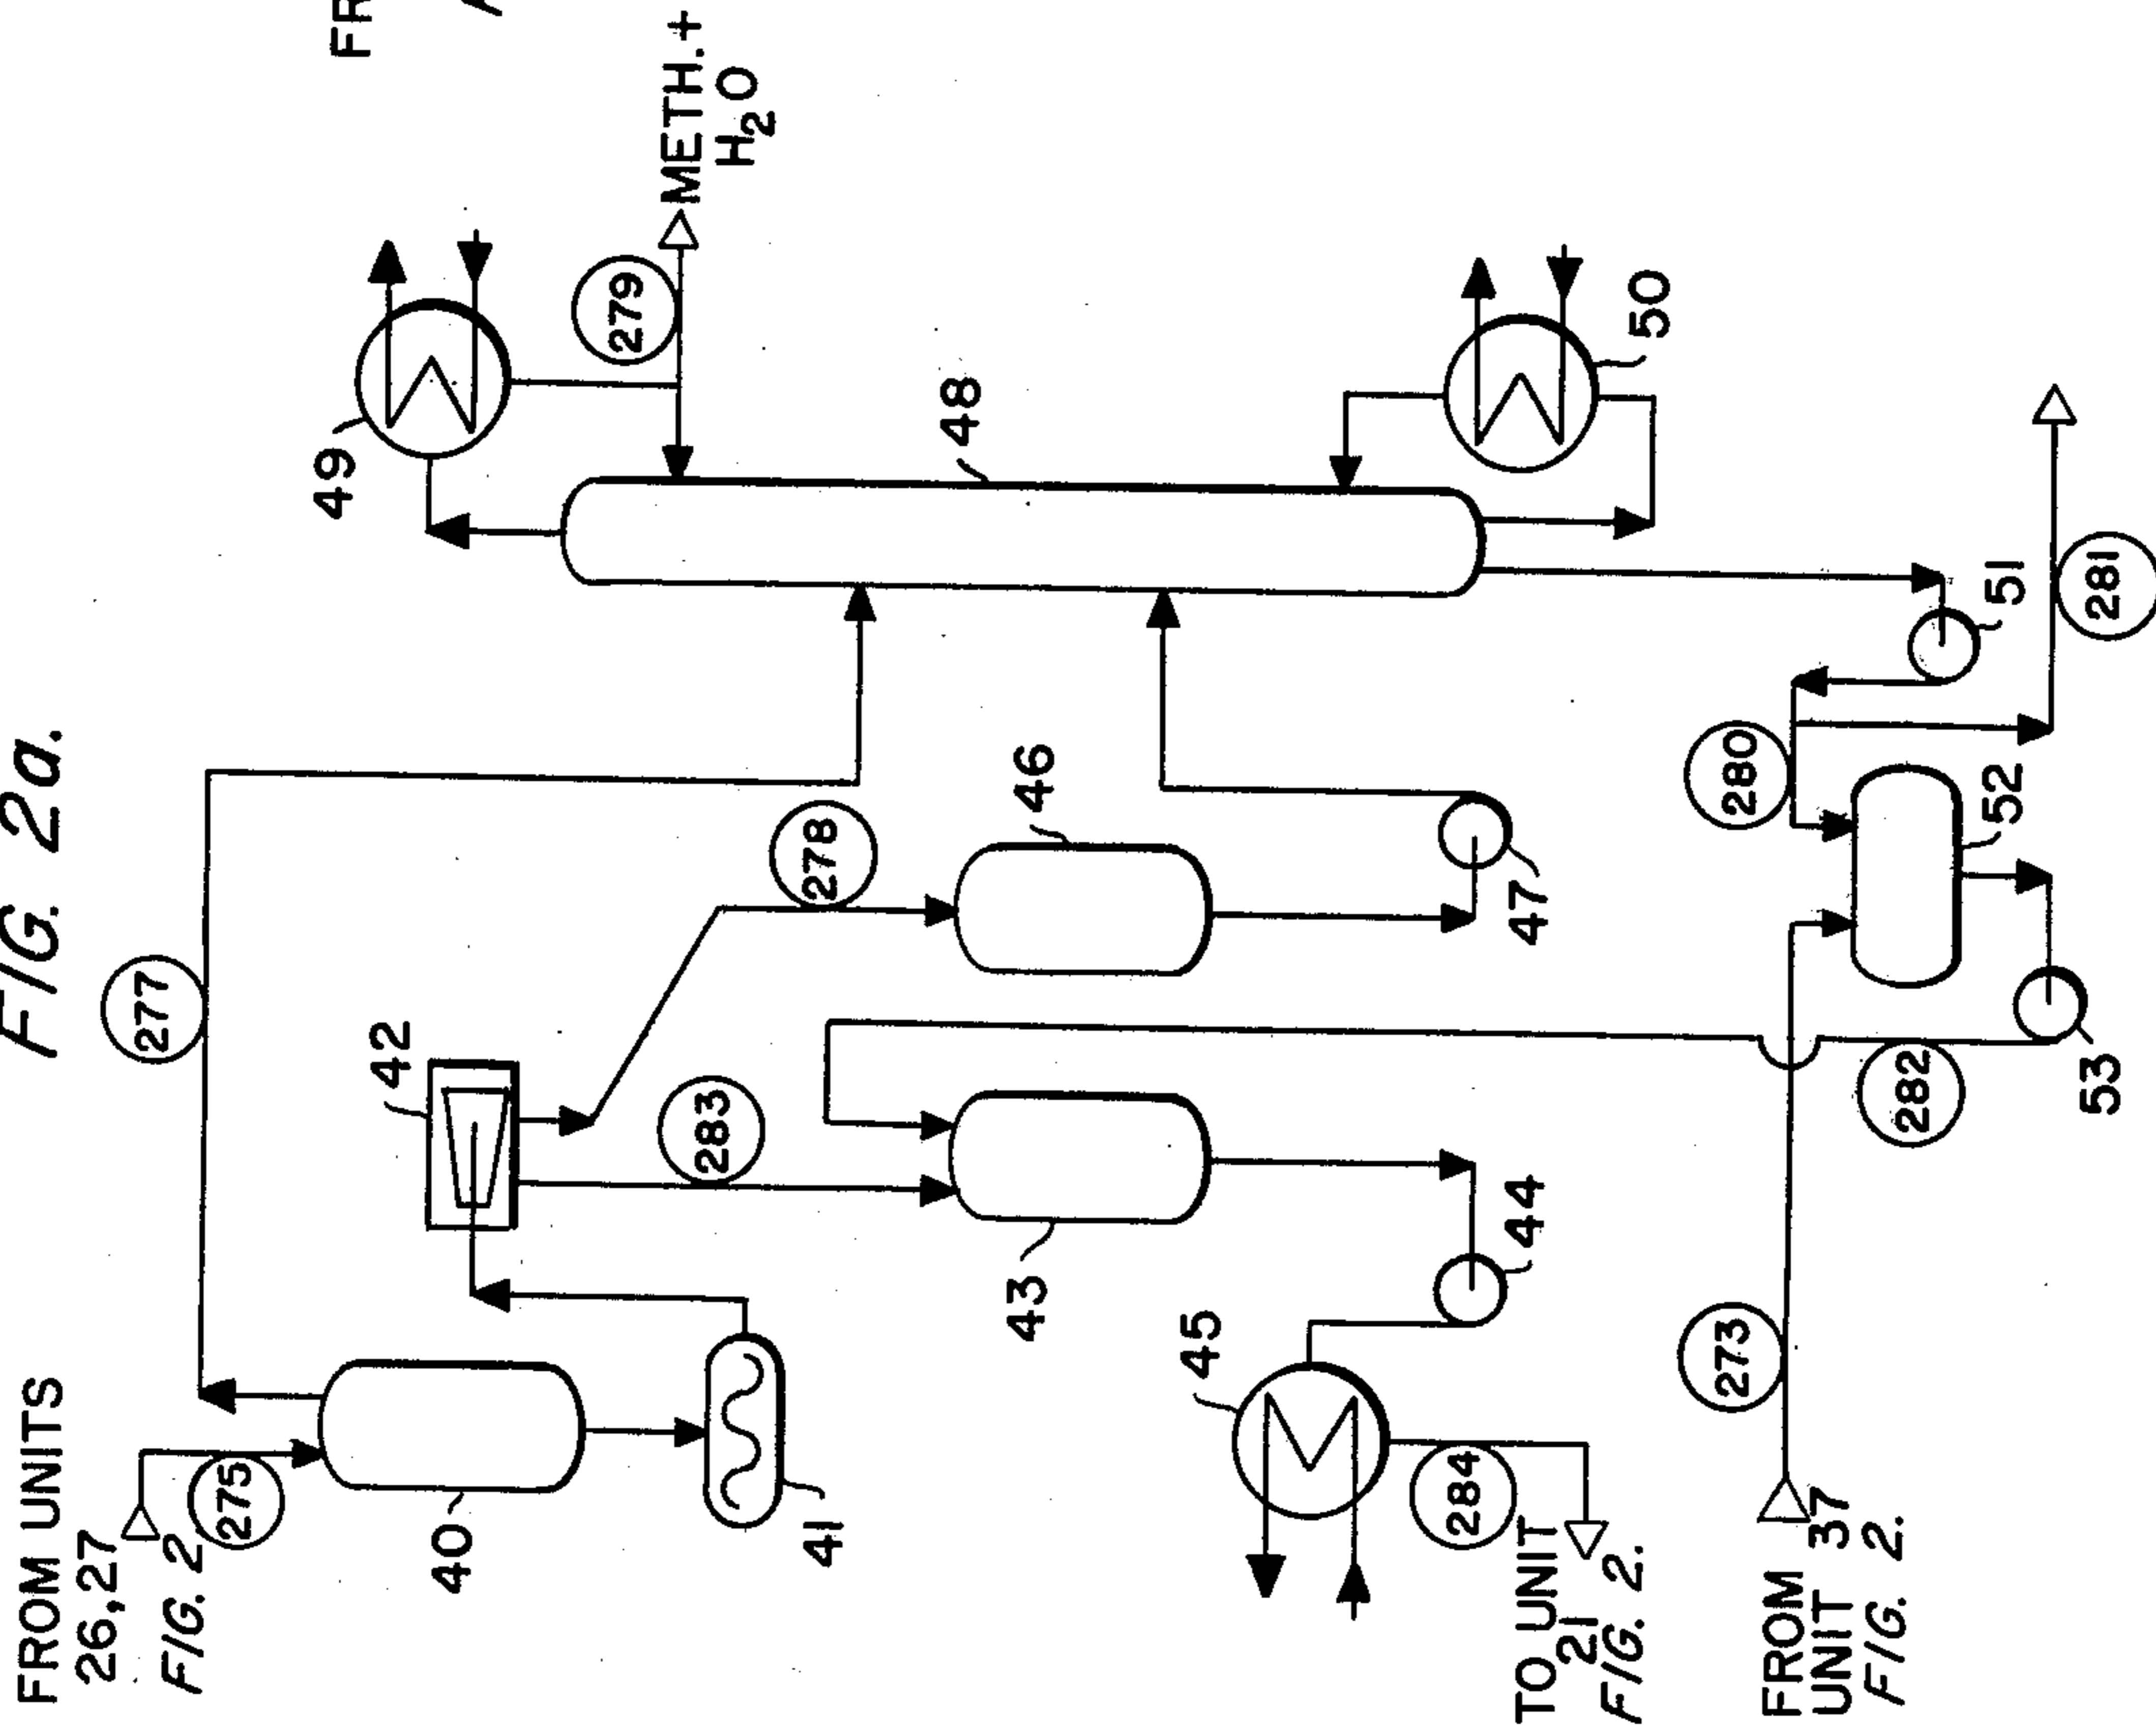 FIG. 2a.
FROM UNITS
26,27
FIG. 2
275
277
40
41
42
283
278
43
44
45
284
TO UNIT
21
FIG. 2.
46
47
48
49
279
METH.+
H₂O
50
51
280
281
52
53
282
273
FROM
UNIT 37
FIG. 2.
FR